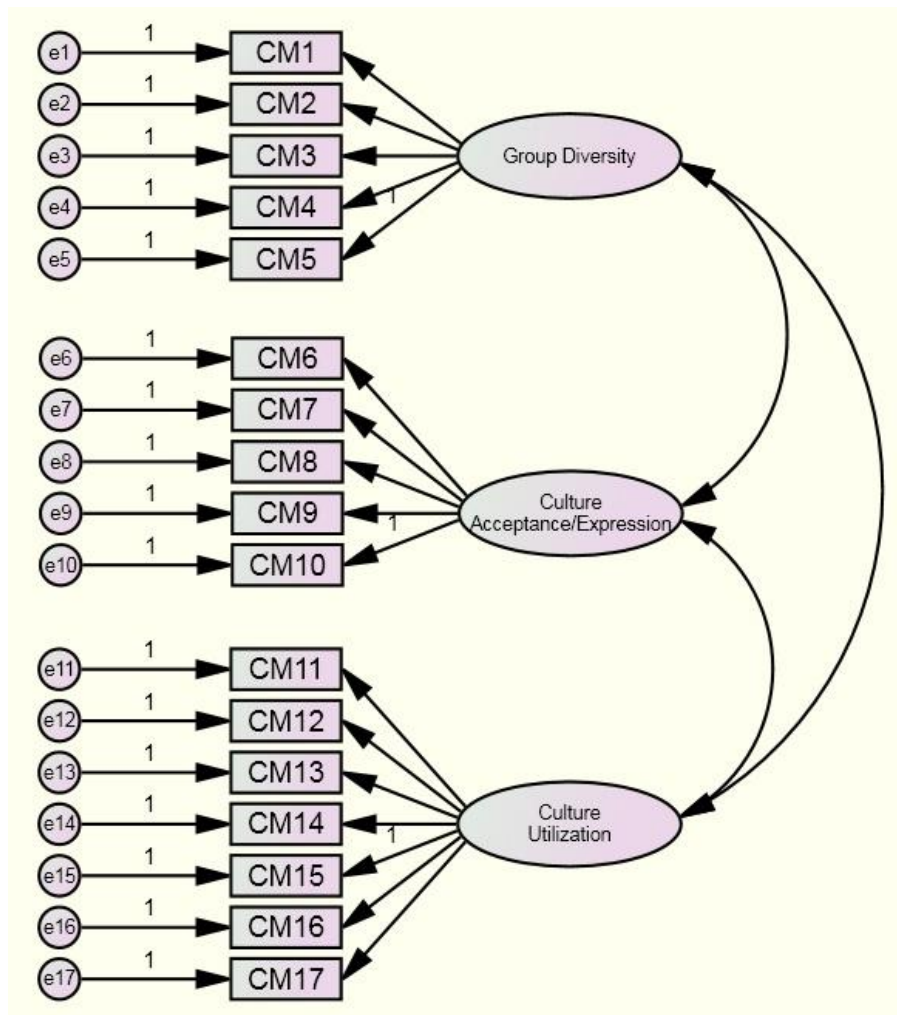 e1 1 CM1
e2 1 CM2
e3 1 CM3
Group Diversity
e4 1 CM4 1
e5 1 CM5
e6 1 CM6
e7 1 CM7
e8 1 CM8
e9 1 CM9 1
Culture
Acceptance/Expression
e10 1 CM10
e11 1 CM11
e12 1 CM12
e13 1 CM13
e14 1 CM14 1
Culture
Utilization
e15 1 CM15
e16 1 CM16
e17 1 CM17